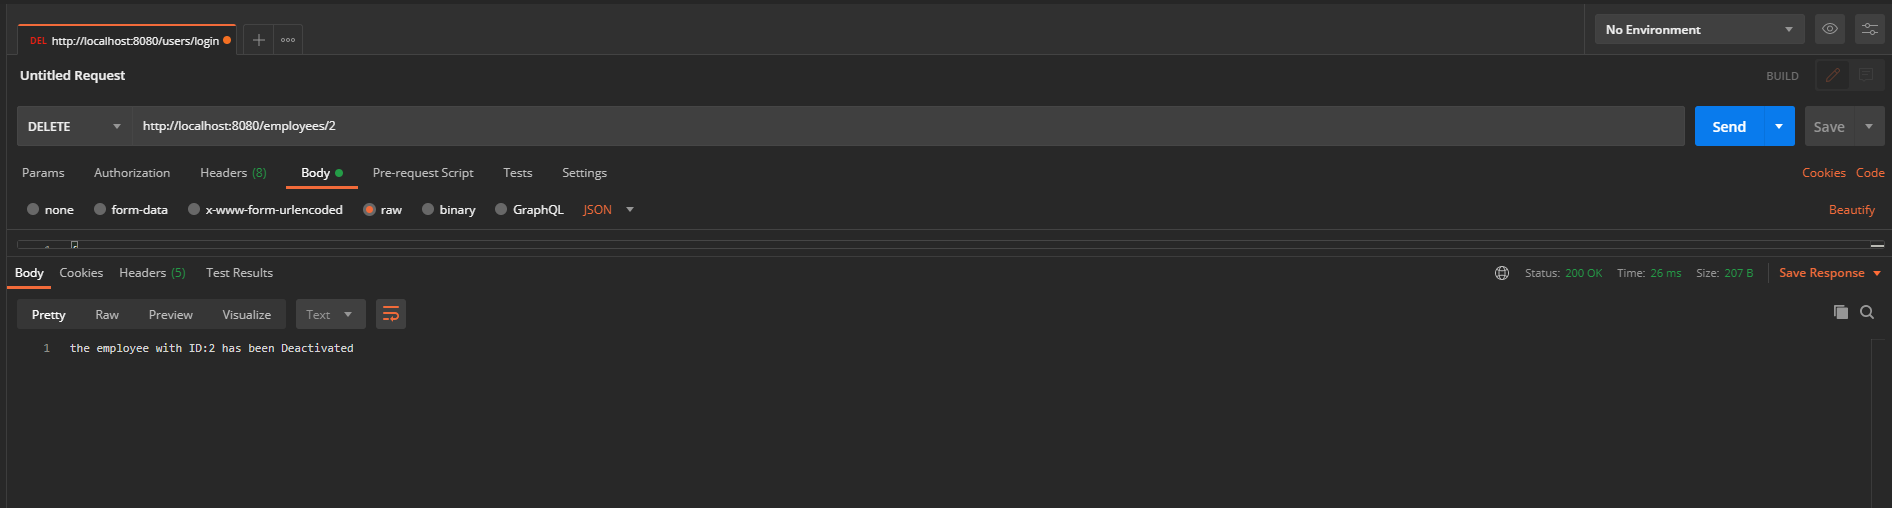 DEL http://localhost:8080/users/login
No Environment
Untitled Request
BUILD
DELETE http://localhost:8080/employees/2 Send Save
Params Authorization Headers (8) Body Pre-request Script Tests Settings Cookies Code
none form-data x-www-form-urlencoded raw binary GraphQL JSON Beautify
Body Cookies Headers (5) Test Results Status: 200 OK Time: 26 ms Size: 207 B Save Response
Pretty Raw Preview Visualize Text
1 the employee with ID:2 has been Deactivated